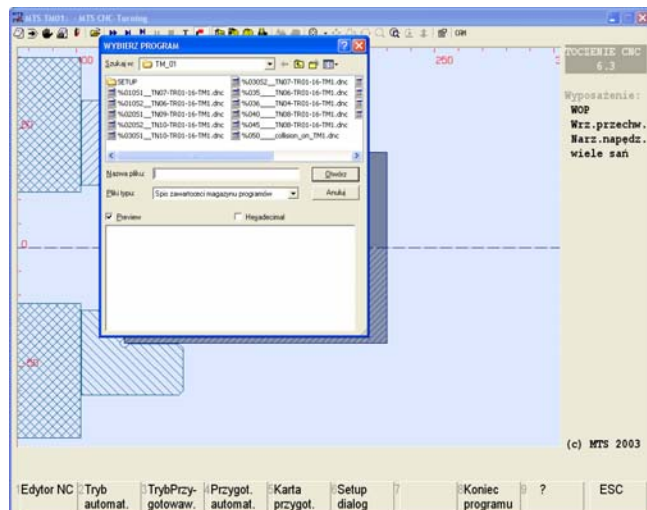 MTS TM01: - MTS CNC-Turning
WYBIERZ PROGRAM
Szukaj w: TM_01
SETUP
%01051__TN07-TR01-16-TM1.dnc
%01052__TN06-TR01-16-TM1.dnc
%02051__TN09-TR01-16-TM1.dnc
%02052__TN10-TR01-16-TM1.dnc
%03051__TN10-TR01-16-TM1.dnc
%03052__TN07-TR01-16-TM1.dnc
%035____TN06-TR01-16-TM1.dnc
%036____TN04-TR01-16-TM1.dnc
%040____TN08-TR01-16-TM1.dnc
%045____TN08-TR01-16-TM1.dnc
%050____collision_on_TM1.dnc
Nazwa pliku:
Otwórz
Pliki typu: Spis zawartości magazynu programów
Anuluj
Preview
Hegadecimal
250
0
TOCZENIE CNC
6.3
Wyposażenie:
WOP
Wrz.przechw.
Narz.napędz.
wiele sań
(c) MTS 2003
1 Edytor NC
2 Tryb automat.
3 TrybPrzy- gotowaw.
4 Przygot. automat.
5 Karta przygot.
6 Setup dialog
7
8 Koniec programu
9 ?
ESC